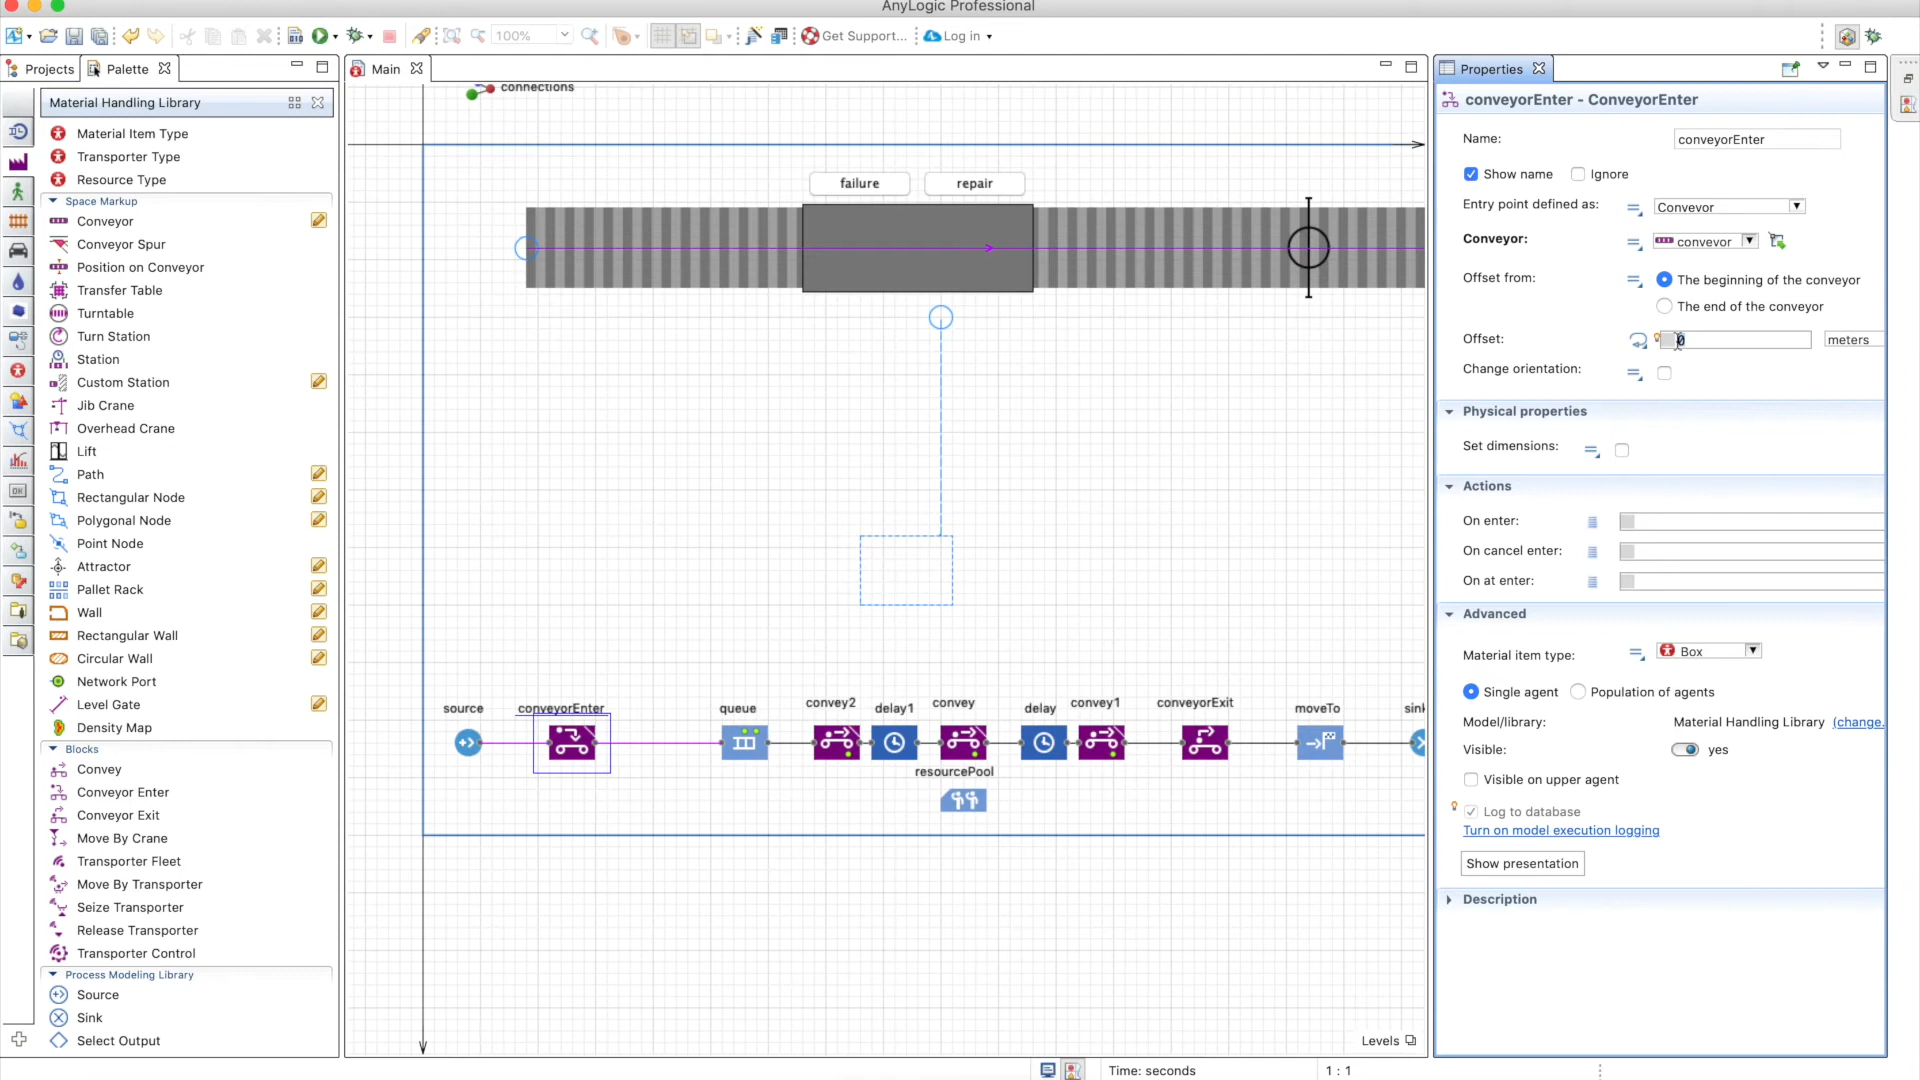 AnyLogic Professional
100%
Get Support...
Log in
Projects
Palette
Main
Properties
Material Handling Library
Material Item Type
Transporter Type
Resource Type
Space Markup
Conveyor
Conveyor Spur
Position on Conveyor
Transfer Table
Turntable
Turn Station
Station
Custom Station
Jib Crane
Overhead Crane
Lift
Path
Rectangular Node
Polygonal Node
Point Node
Attractor
Pallet Rack
Wall
Rectangular Wall
Circular Wall
Network Port
Level Gate
Density Map
Blocks
Convey
Conveyor Enter
Conveyor Exit
Move By Crane
Transporter Fleet
Move By Transporter
Seize Transporter
Release Transporter
Transporter Control
Process Modeling Library
Source
Sink
Select Output
OK
connections
failure
repair
source
conveyorEnter
queue
convey2
delay1
convey
delay
convey1
conveyorExit
moveTo
sink
resourcePool
Levels
conveyorEnter - ConveyorEnter
Name:
conveyorEnter
Show name
Ignore
Entry point defined as:
Conveyor
Conveyor:
conveyor
Offset from:
The beginning of the conveyor
The end of the conveyor
Offset:
0
meters
Change orientation:
Physical properties
Set dimensions:
Actions
On enter:
On cancel enter:
On at enter:
Advanced
Material item type:
Box
Single agent
Population of agents
Model/library:
Material Handling Library (change.
Visible:
yes
Visible on upper agent
Log to database
Turn on model execution logging
Show presentation
Description
Time: seconds
1 : 1